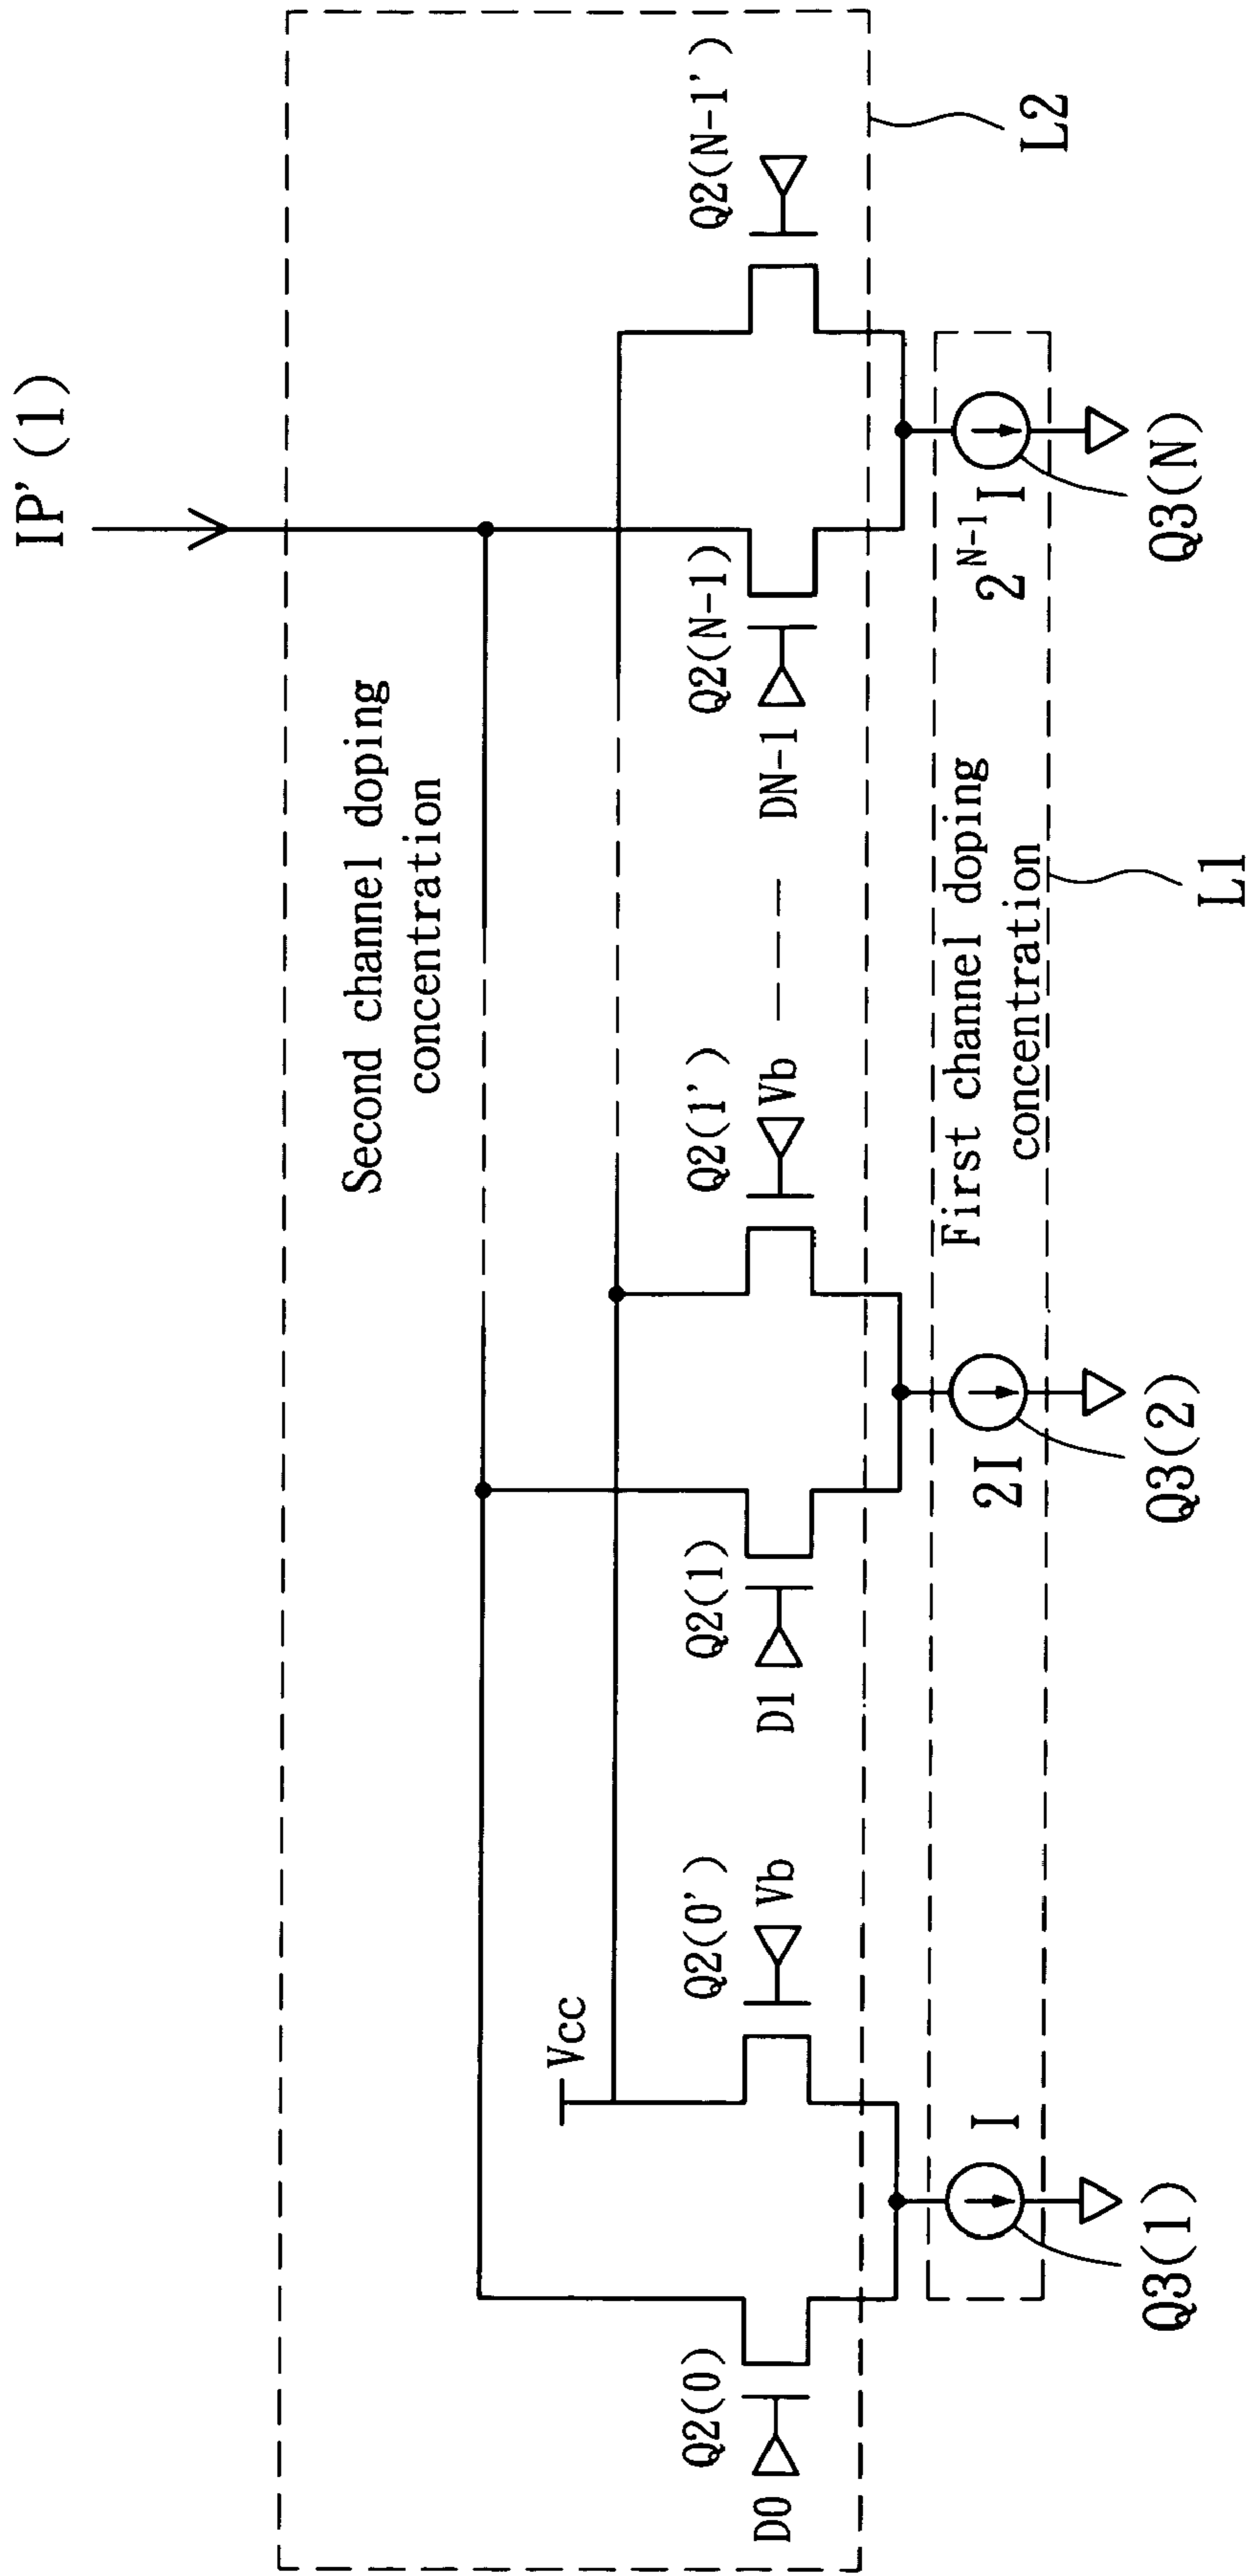 IP'(1)
Second channel doping
concentration
Vcc
Q2(0)
Q2(0')
Q2(1)
Q2(1')
Q2(N-1)
Q2(N-1')
D0
Vb
D1
Vb
DN-1
L2
I
2I
First channel doping
concentration
2^{N-1}I
Q3(1)
Q3(2)
L1
Q3(N)